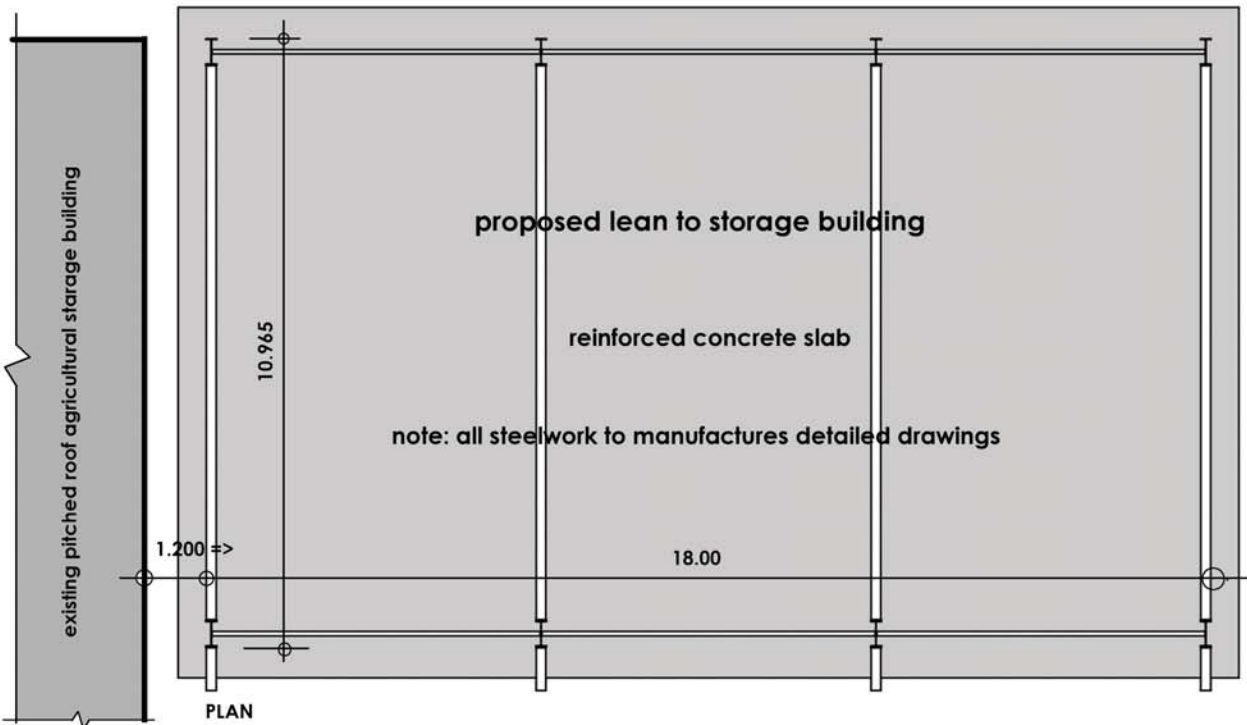 existing pitched roof agricultural starage building
proposed lean to storage building
10.965
reinforced concrete slab
note: all steelwork to manufactures detailed drawings
1.200 =>
18.00
PLAN